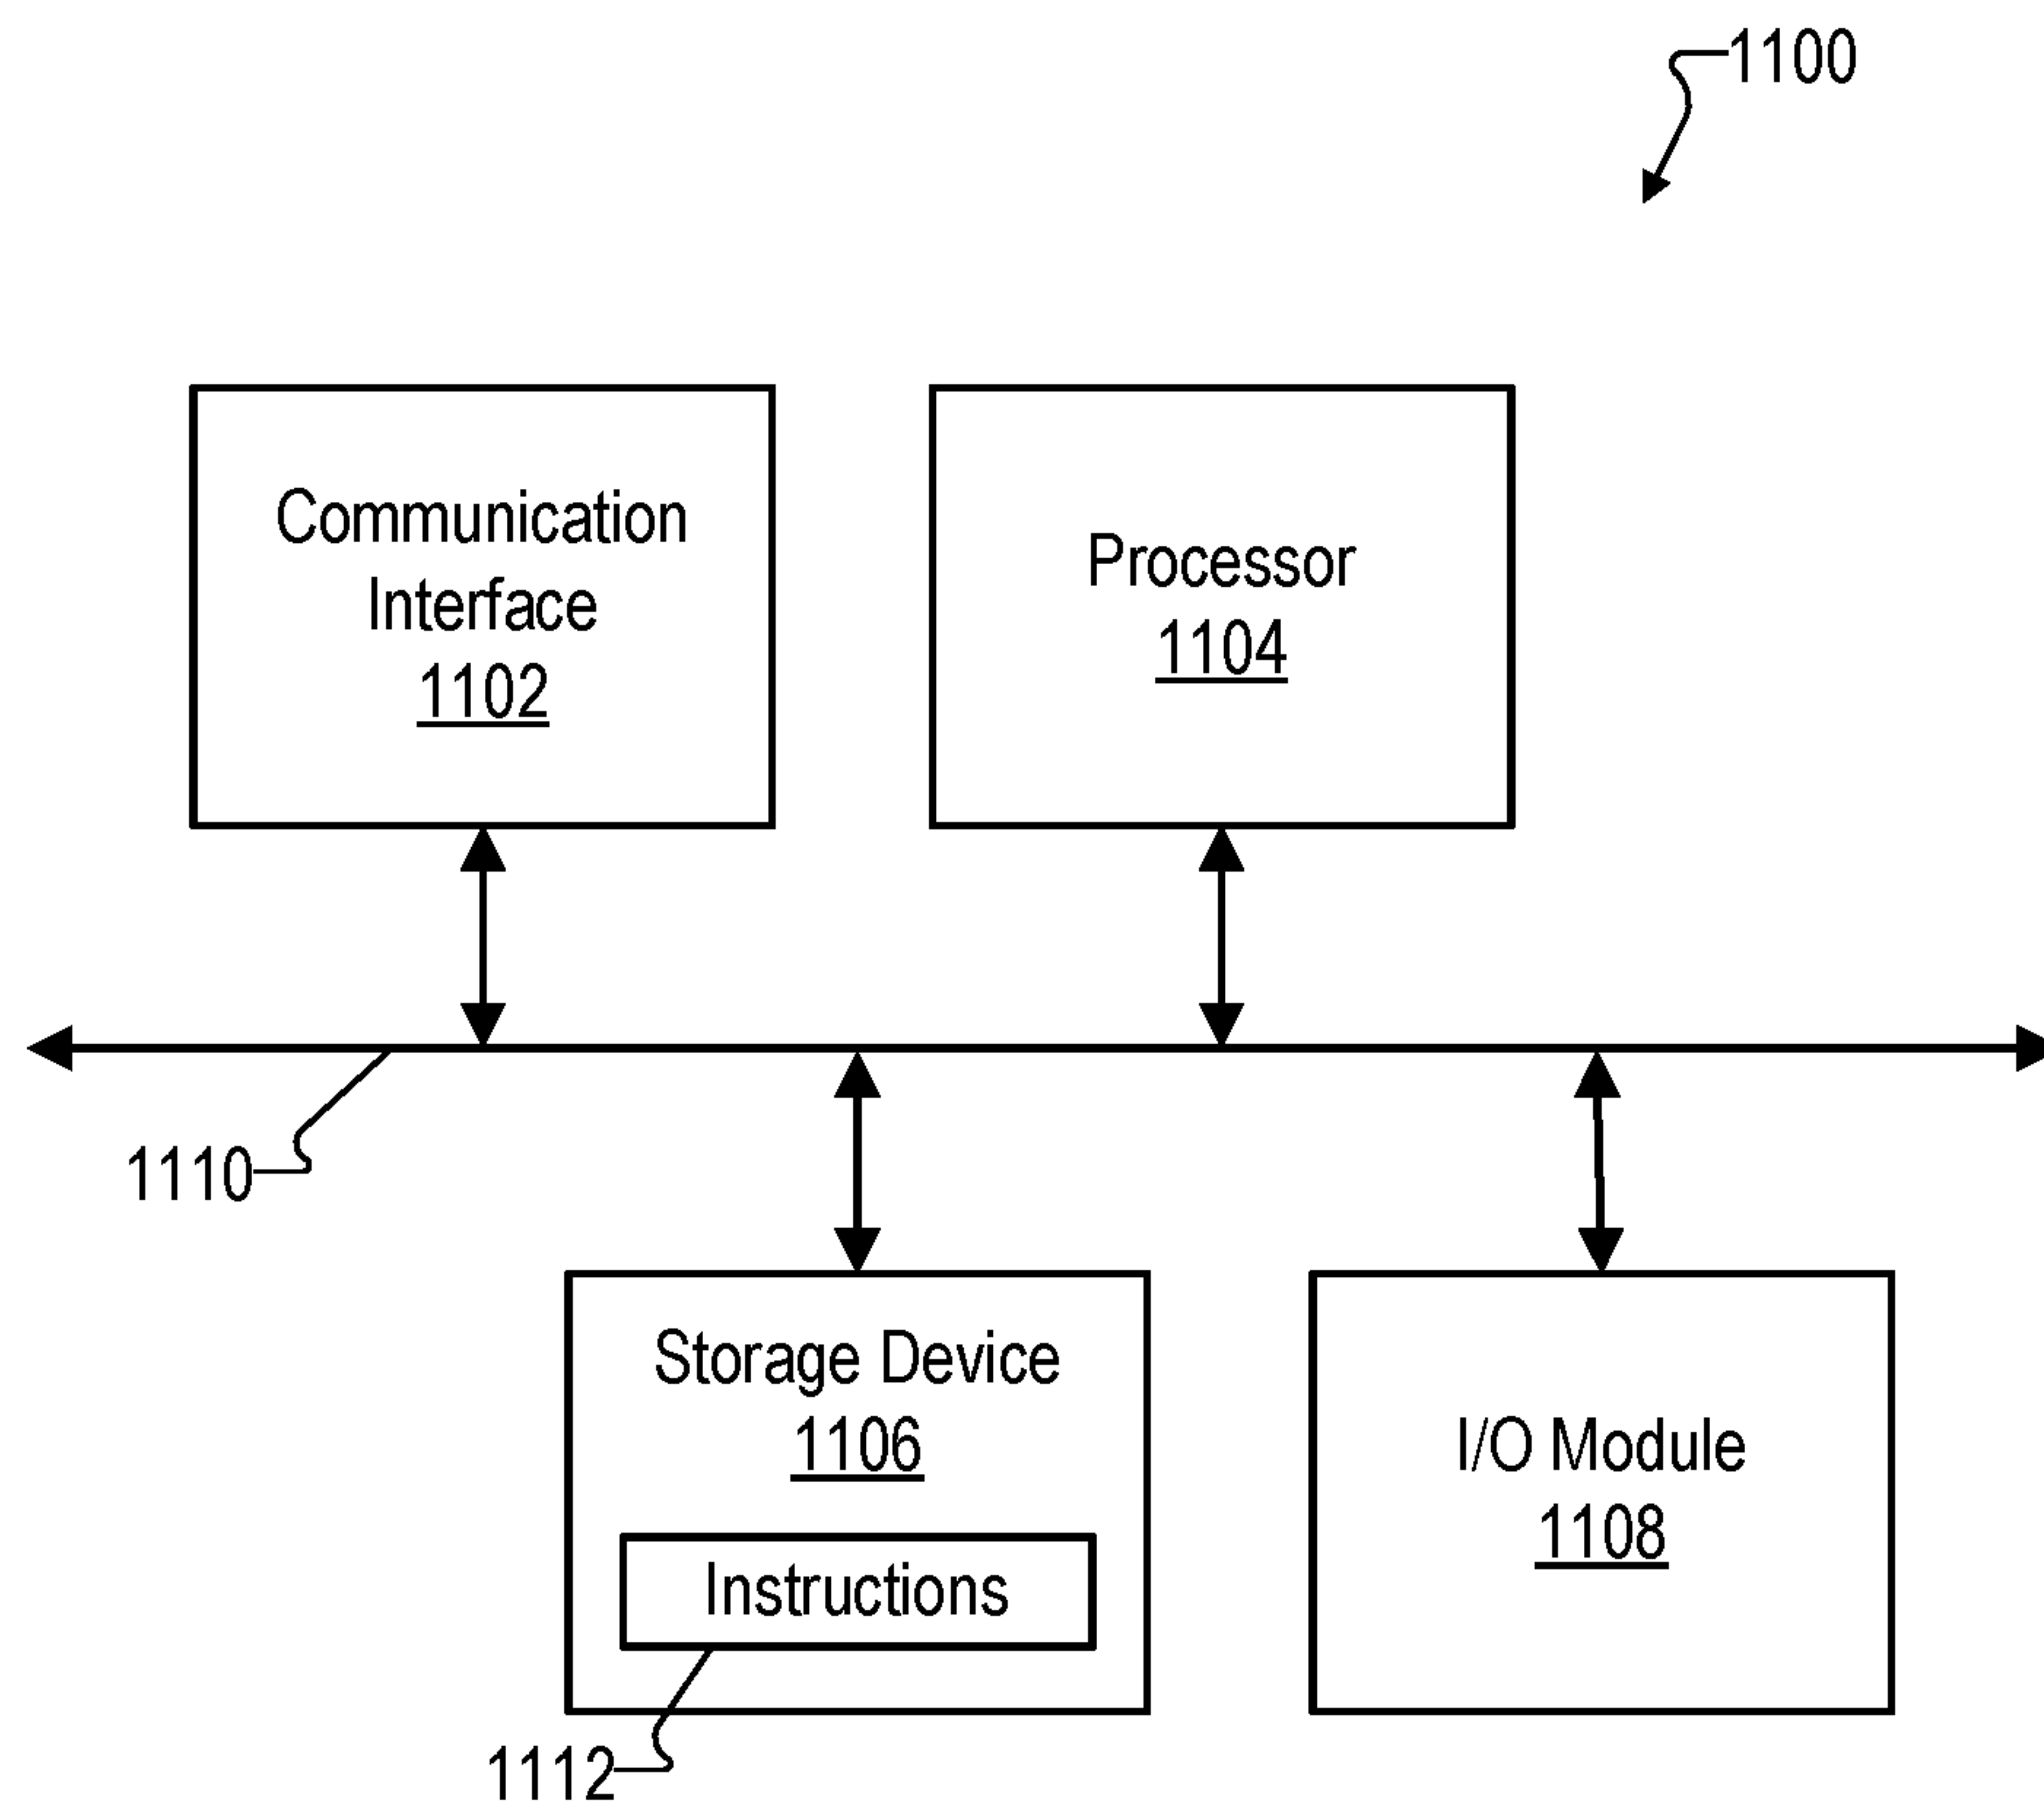 1100
Communication
Interface
1102
Processor
1104
1110
Storage Device
1106
Instructions
1112
I/O Module
1108